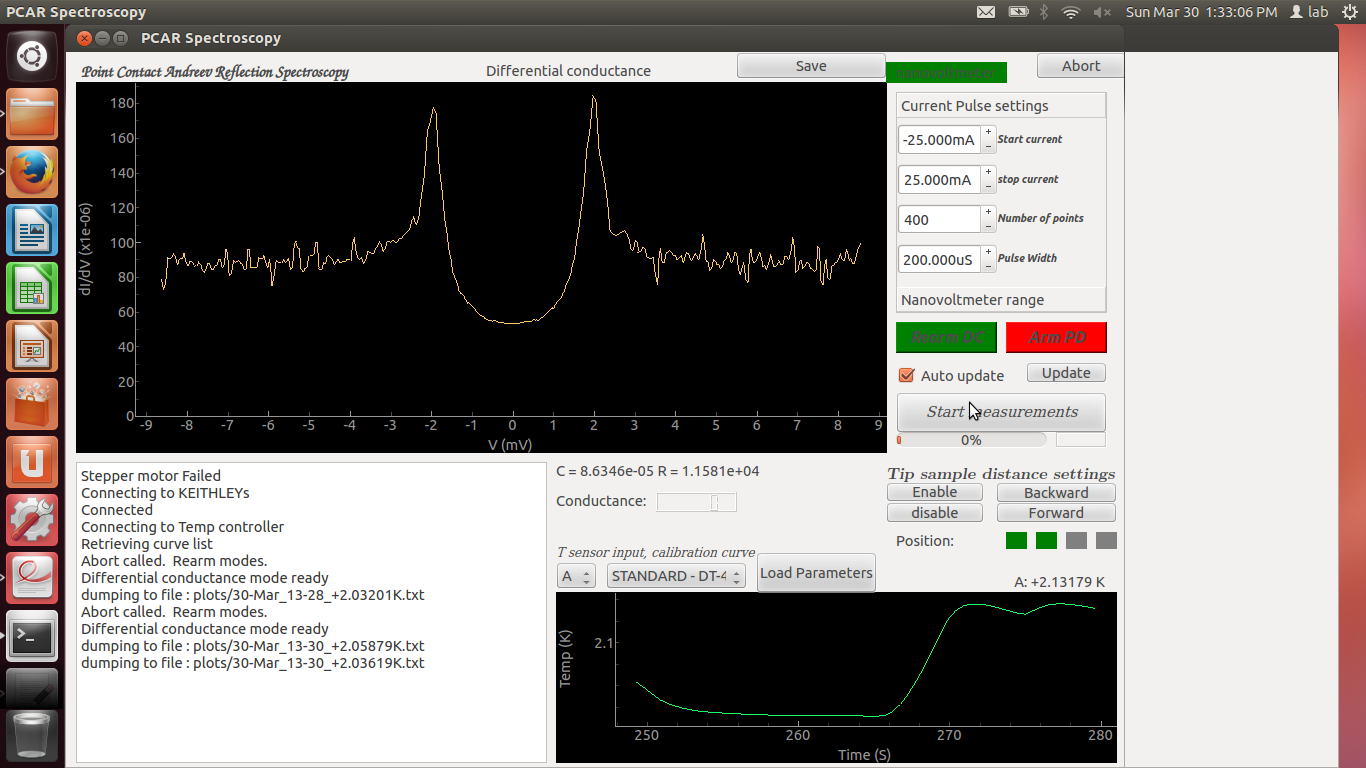 PCAR Spectroscopy
Sun Mar 30 1:33:06 PM
lab
PCAR Spectroscopy
Point Contact Andreev Reflection Spectroscopy
Differential conductance
Save
Nanovoltmeter
Abort
180
160
140
120
100
80
60
40
20
0
dI/dV (x1e-06)
-9 -8 -7 -6 -5 -4 -3 -2 -1 0 1 2 3 4 5 6 7 8 9
V (mV)
Current Pulse settings
-25.000mA Start current
25.000mA stop current
400 Number of points
200.000uS Pulse Width
Nanovoltmeter range
Rearm DC Arm PD
Auto update Update
Start measurements
0%
Stepper motor Failed
Connecting to KEITHLEYs
Connected
Connecting to Temp controller
Retrieving curve list
Abort called. Rearm modes.
Differential conductance mode ready
dumping to file : plots/30-Mar_13-28_+2.03201K.txt
Abort called. Rearm modes.
Differential conductance mode ready
dumping to file : plots/30-Mar_13-30_+2.05879K.txt
dumping to file : plots/30-Mar_13-30_+2.03619K.txt
C = 8.6346e-05 R = 1.1581e+04
Conductance:
T sensor input, calibration curve
A STANDARD - DT-4 Load Parameters
Tip sample distance settings
Enable Backward
disable Forward
Position:
A: +2.13179 K
2.1
Temp (K)
250 260 270 280
Time (S)